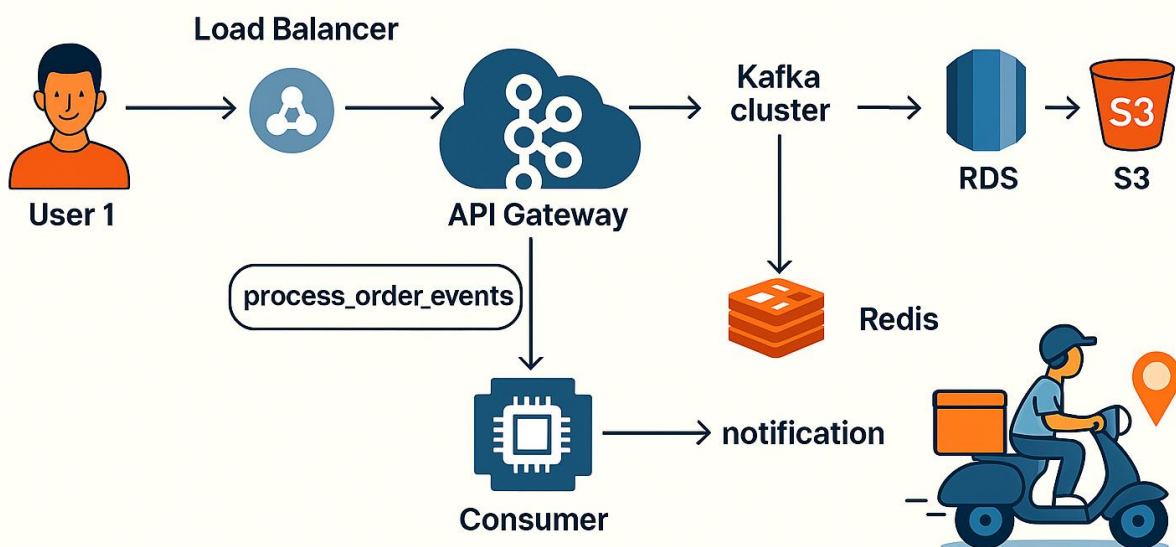 Load Balancer
User 1
API Gateway
Kafka
cluster
RDS
S3
S3
process_order_events
Redis
Consumer
notification